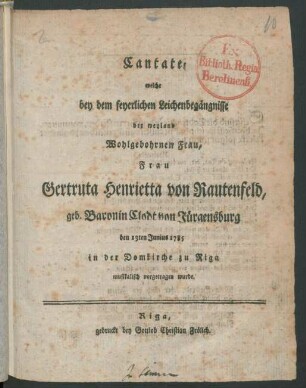 Cantate,
welche
bey dem feyerlichen Leichenbegängnisse
der weyland
Wohlgebohrnen Frau,
Frau
Gertruta Henrietta von Rautenfeld,
geb. Baronin Clodt von Jürgensburg
den 15ten Junius 1785
in der Domkirche zu Riga
musikalisch vorgetragen wurde.
Riga,
gedruckt bey Gottlob Christian Frölich.
Ex
Biblioth. Regia
Berolinensi.